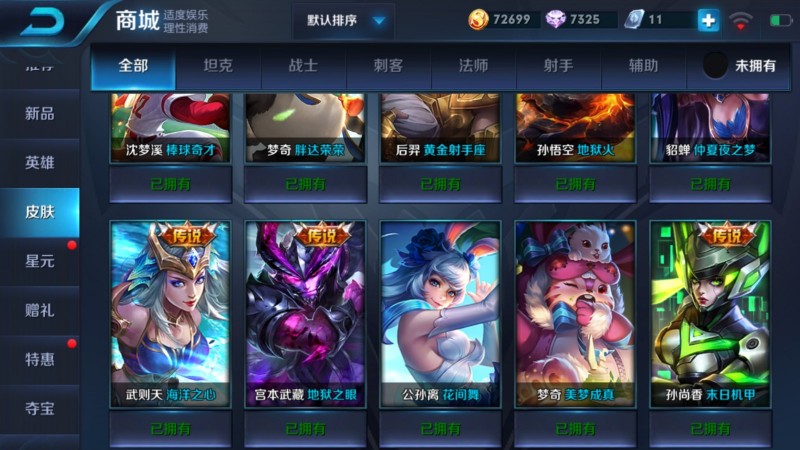 商城
适度娱乐
理性消费
默认排序
72699
7325
11
推荐
全部
坦克
战士
刺客
法师
射手
辅助
未拥有
新品
英雄
皮肤
星元
赠礼
特惠
夺宝
沈梦溪 棒球奇才
梦奇 胖达荣荣
后羿 黄金射手座
孙悟空 地狱火
貂蝉 仲夏夜之梦
已拥有
已拥有
已拥有
已拥有
已拥有
传说
传说
传说
武则天 海洋之心
宫本武藏 地狱之眼
公孙离 花间舞
梦奇 美梦成真
孙尚香 末日机甲
已拥有
已拥有
已拥有
已拥有
已拥有